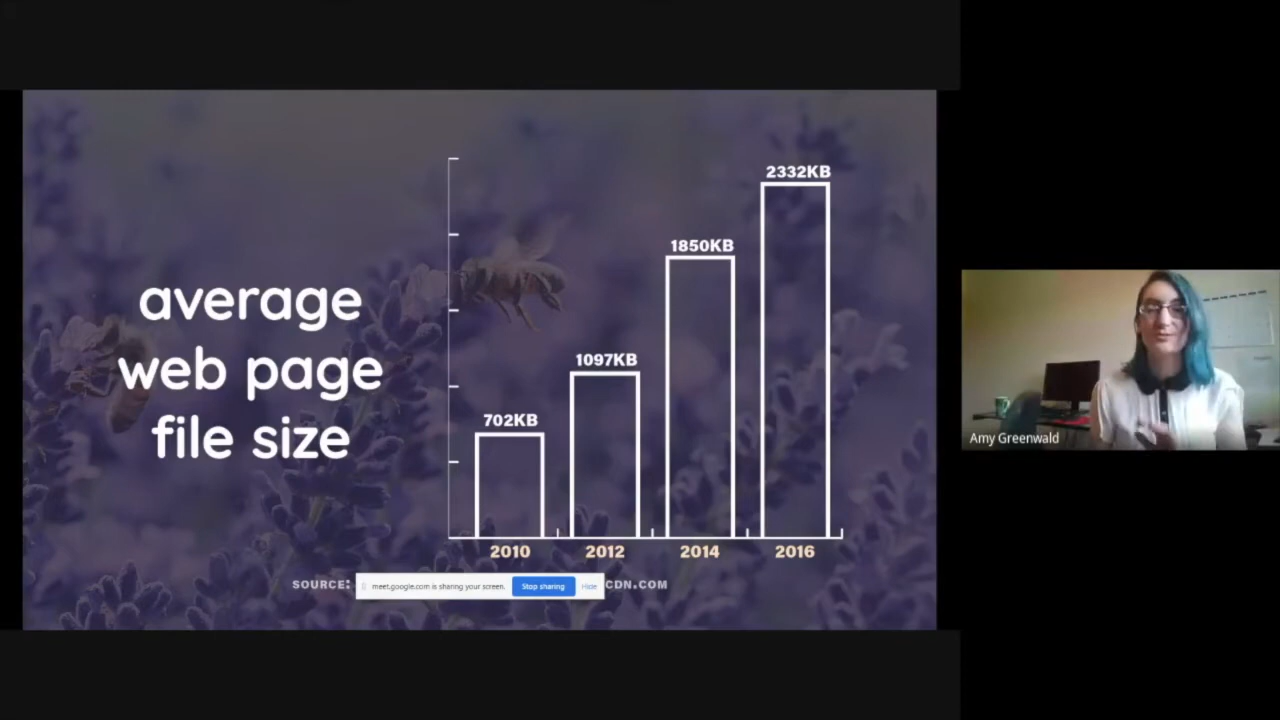 average
web page
file size
2332KB
1850KB
1097KB
702KB
2010 2012 2014 2016
SOURCE: CDN.COM
meet.google.com is sharing your screen. Stop sharing Hide
Amy Greenwald